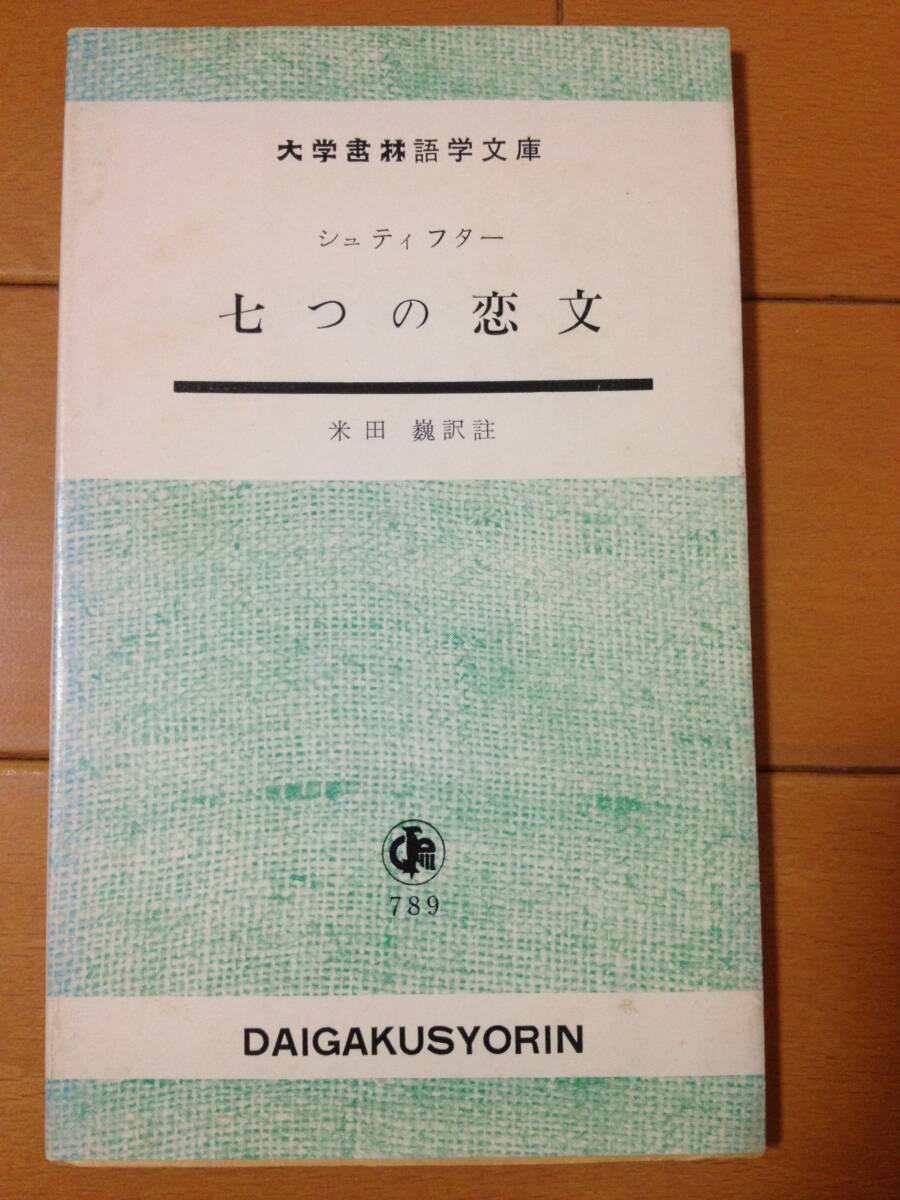 大学書林語学文庫
シュティフター
七つの恋文
米田 巍訳註
789
DAIGAKUSYORIN